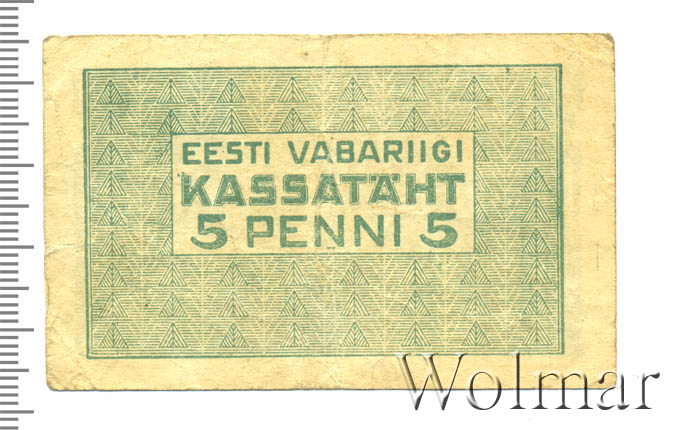 EESTI VABARIIGI
KASSATÄHT
5 PENNI 5
Wolmar